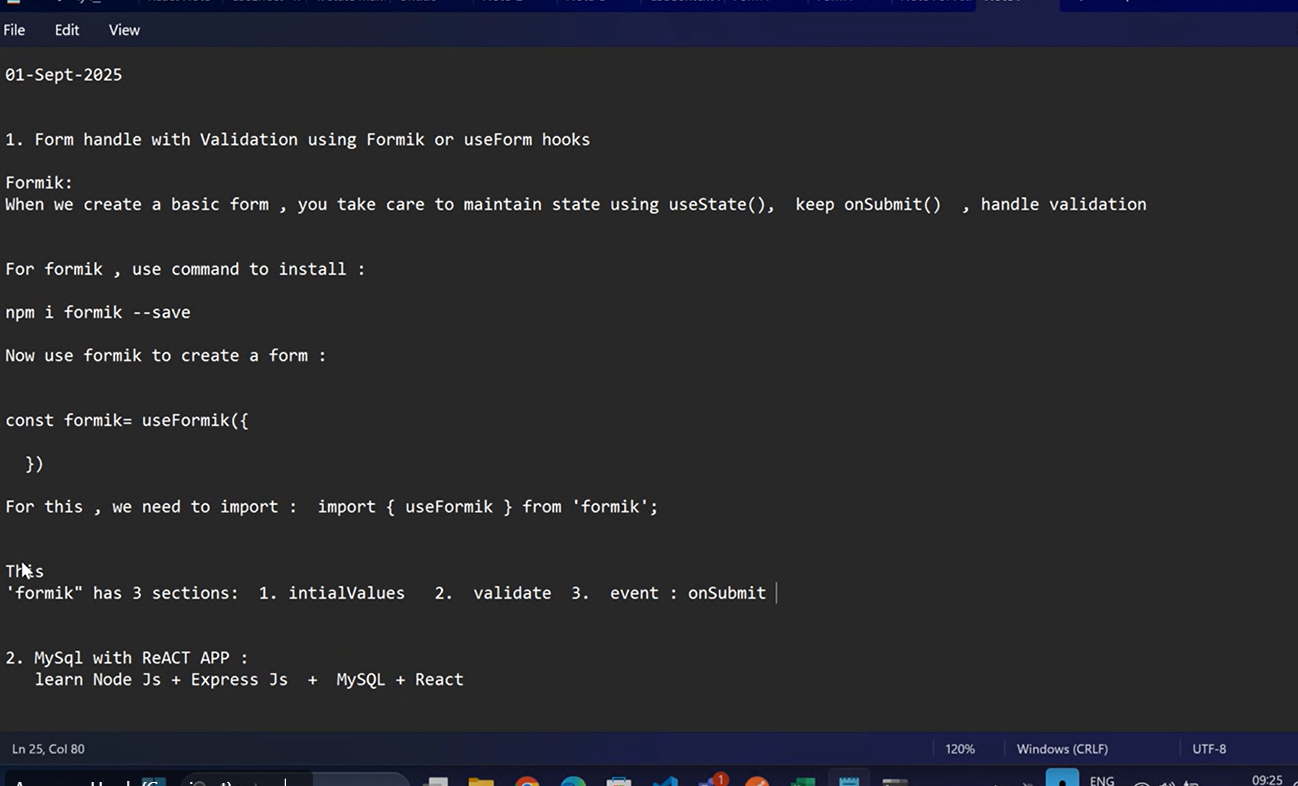 File Edit View
01-Sept-2025
1. Form handle with Validation using Formik or useForm hooks
Formik:
When we create a basic form , you take care to maintain state using useState(), keep onSubmit() , handle validation
For formik , use command to install :
npm i formik --save
Now use formik to create a form :
const formik= useFormik({
})
For this , we need to import : import { useFormik } from 'formik';
This
'formik" has 3 sections: 1. intialValues 2. validate 3. event : onSubmit
2. MySql with ReACT APP :
learn Node Js + Express Js + MySQL + React
Ln 25, Col 80 120% Windows (CRLF) UTF-8
1 ENG 09:25